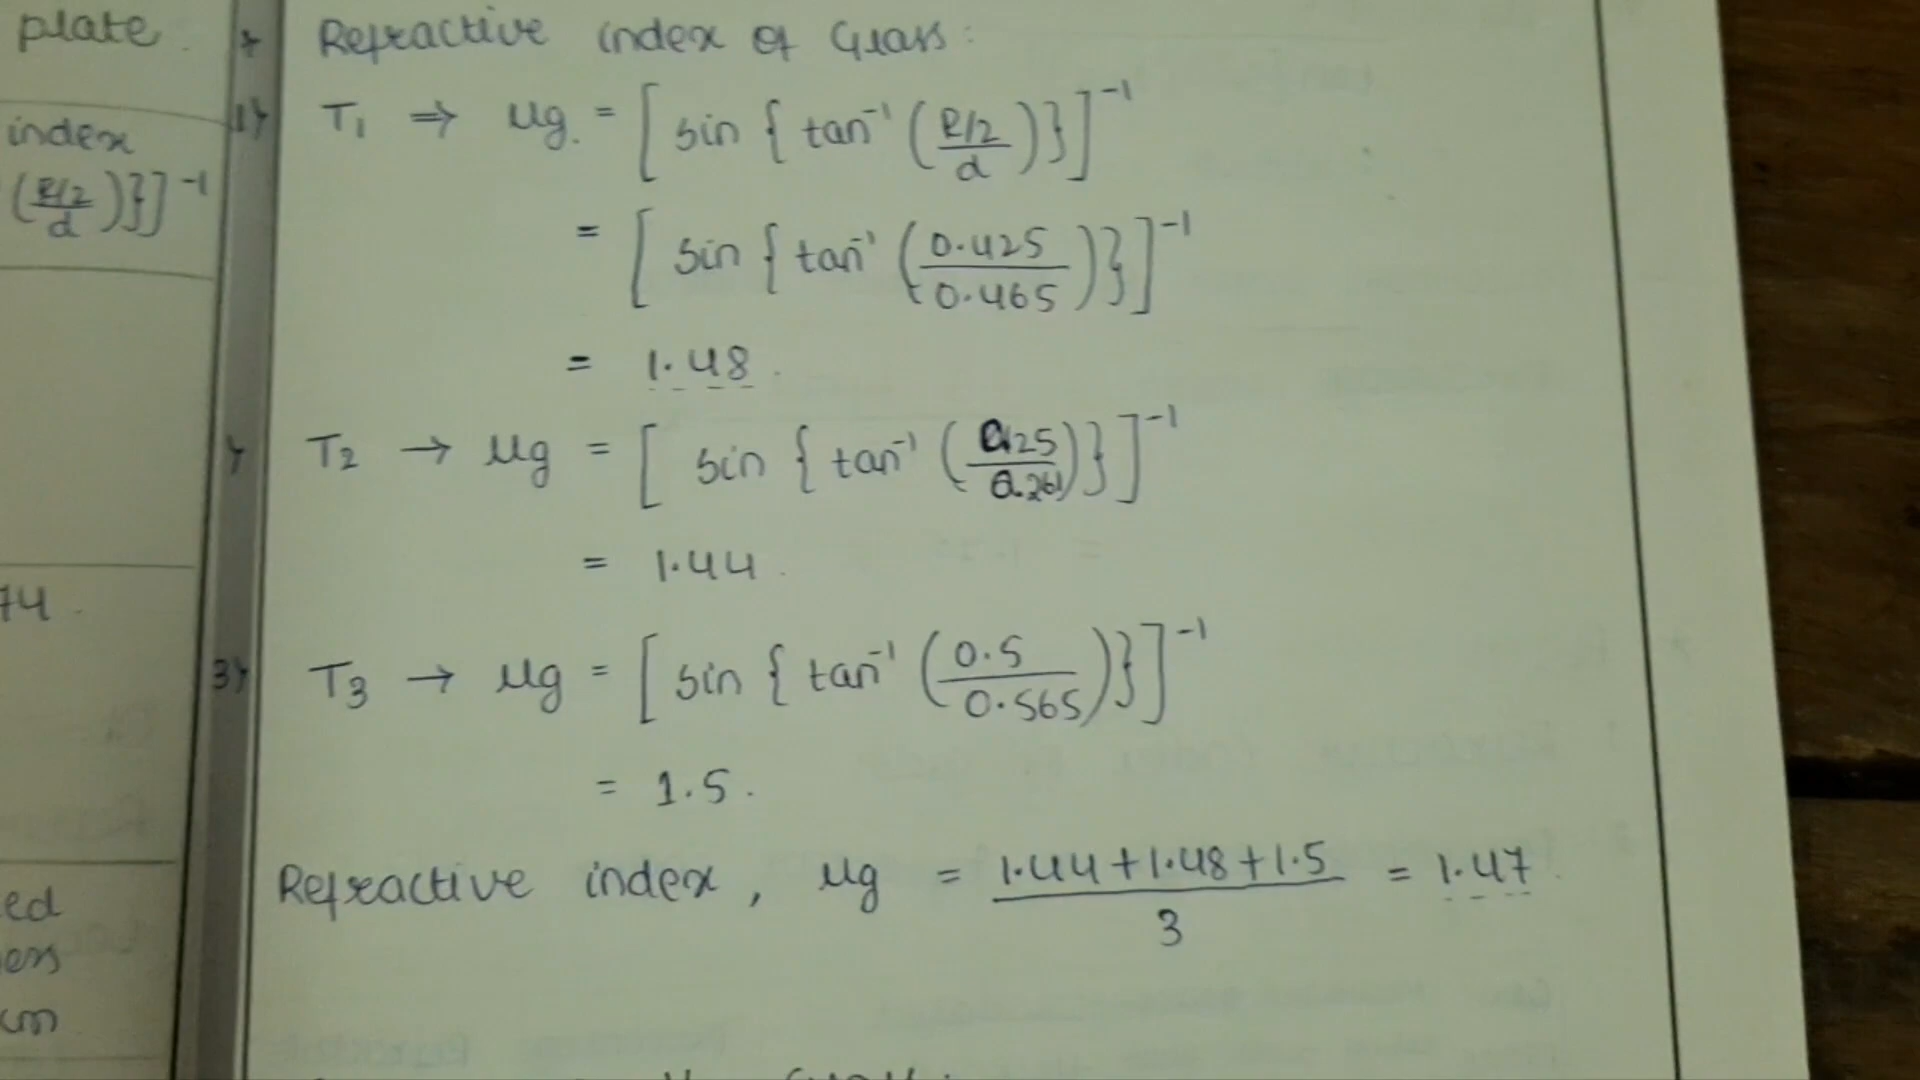 plate
index
(R/2 / d)}]⁻¹
74.
ed
ers
cm
* Refractive index of Glass:
1) T₁ ⇒ μg. = [sin {tan⁻¹ (R/2 / d)}]⁻¹
= [sin {tan⁻¹ (0.425 / 0.465)}]⁻¹
= 1.48.
T₂ → μg = [sin {tan⁻¹ (0.25 / 0.261)}]⁻¹
= 1.44.
3) T₃ → μg = [sin {tan⁻¹ (0.5 / 0.565)}]⁻¹
= 1.5.
Refractive index, μg = 1.44 + 1.48 + 1.5 / 3 = 1.47.